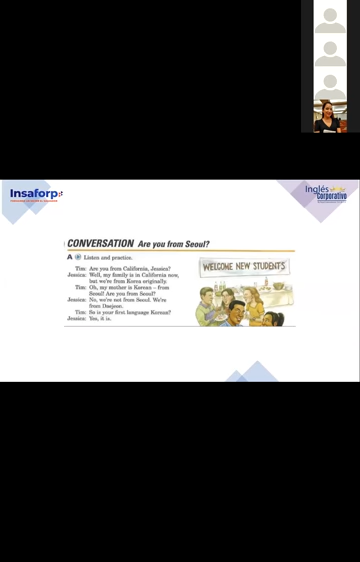 Insaforp
Inglés
Corporativo
CONVERSATION Are you from Seoul?
A Listen and practice.
WELCOME NEW STUDENTS
Tim: Are you from California, Jessica?
Jessica: Well, my family is in California now,
but we're from Korea originally.
Tim: Oh, my mother is Korean – from
Seoul! Are you from Seoul?
Jessica: No, we're not from Seoul. We're
from Daejeon.
Tim: So is your first language Korean?
Jessica: Yes, it is.